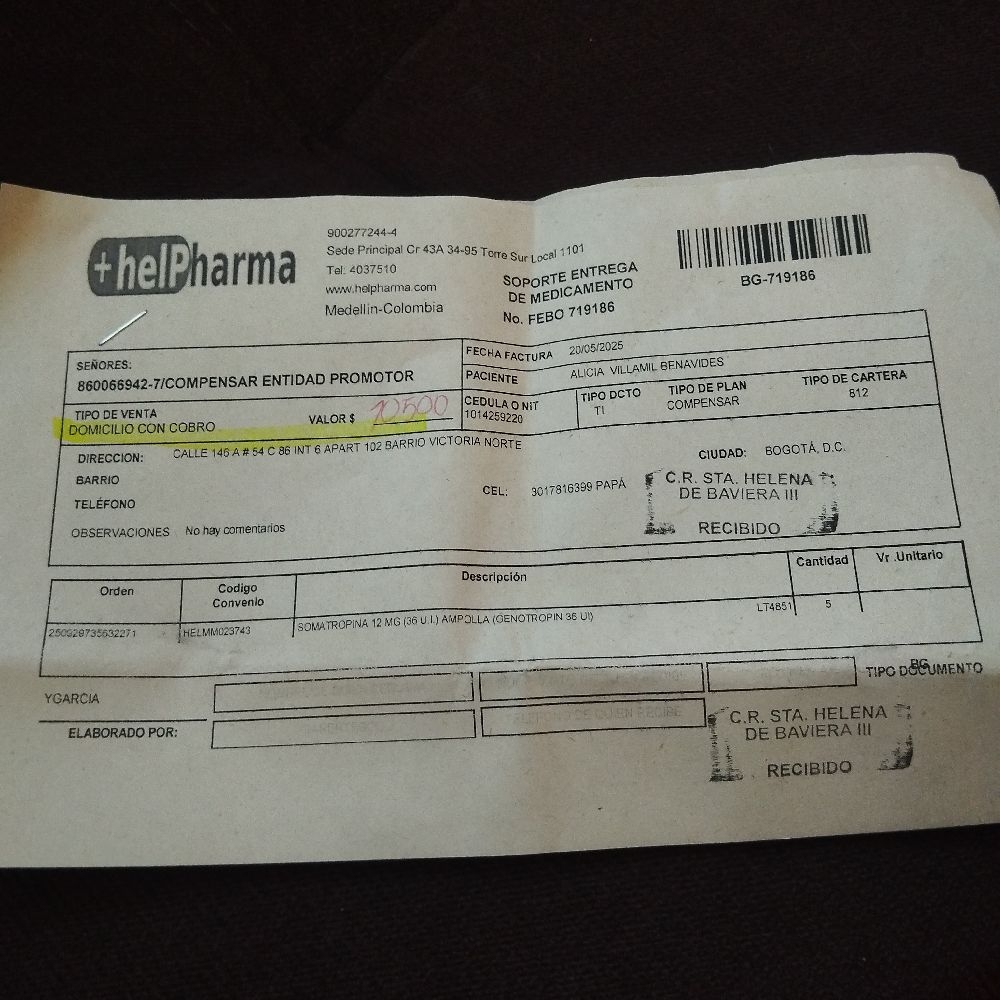 +helPharma
900277244-4
Sede Principal Cr 43A 34-95 Torre Sur Local 1101
Tel: 4037510
www.helpharma.com
Medellin-Colombia
SOPORTE ENTREGA
DE MEDICAMENTO
No. FEBO 719186
BG-719186
SEÑORES:
860066942-7/COMPENSAR ENTIDAD PROMOTOR
FECHA FACTURA 20/05/2025
PACIENTE ALICIA VILLAMIL BENAVIDES
TIPO DE VENTA
DOMICILIO CON COBRO
VALOR $ 10500
CEDULA O NIT
1014259220
TIPO DCTO
TI
TIPO DE PLAN
COMPENSAR
TIPO DE CARTERA
812
DIRECCION: CALLE 146 A # 54 C 86 INT 6 APART 102 BARRIO VICTORIA NORTE
CIUDAD: BOGOTÁ, D.C.
BARRIO
TELÉFONO
CEL: 3017816399 PAPÁ
OBSERVACIONES No hay comentarios
C.R. STA. HELENA
DE BAVIERA III
RECIBIDO
Orden
Codigo
Convenio
Descripción
Cantidad
Vr .Unitario
HELMM023743
SOMATROPINA 12 MG (36 U.I.) AMPOLLA (GENOTROPIN 36 UI)
LT4851
5
YGARCIA
ELABORADO POR:
BG
TIPO DOCUMENTO
C.R. STA. HELENA
DE BAVIERA III
RECIBIDO